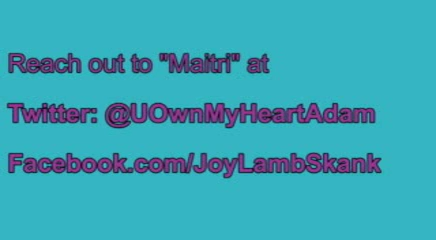 Reach out to "Maitri" at
Twitter: @UOwnMyHeartAdam
Facebook.com/JoyLambSkank